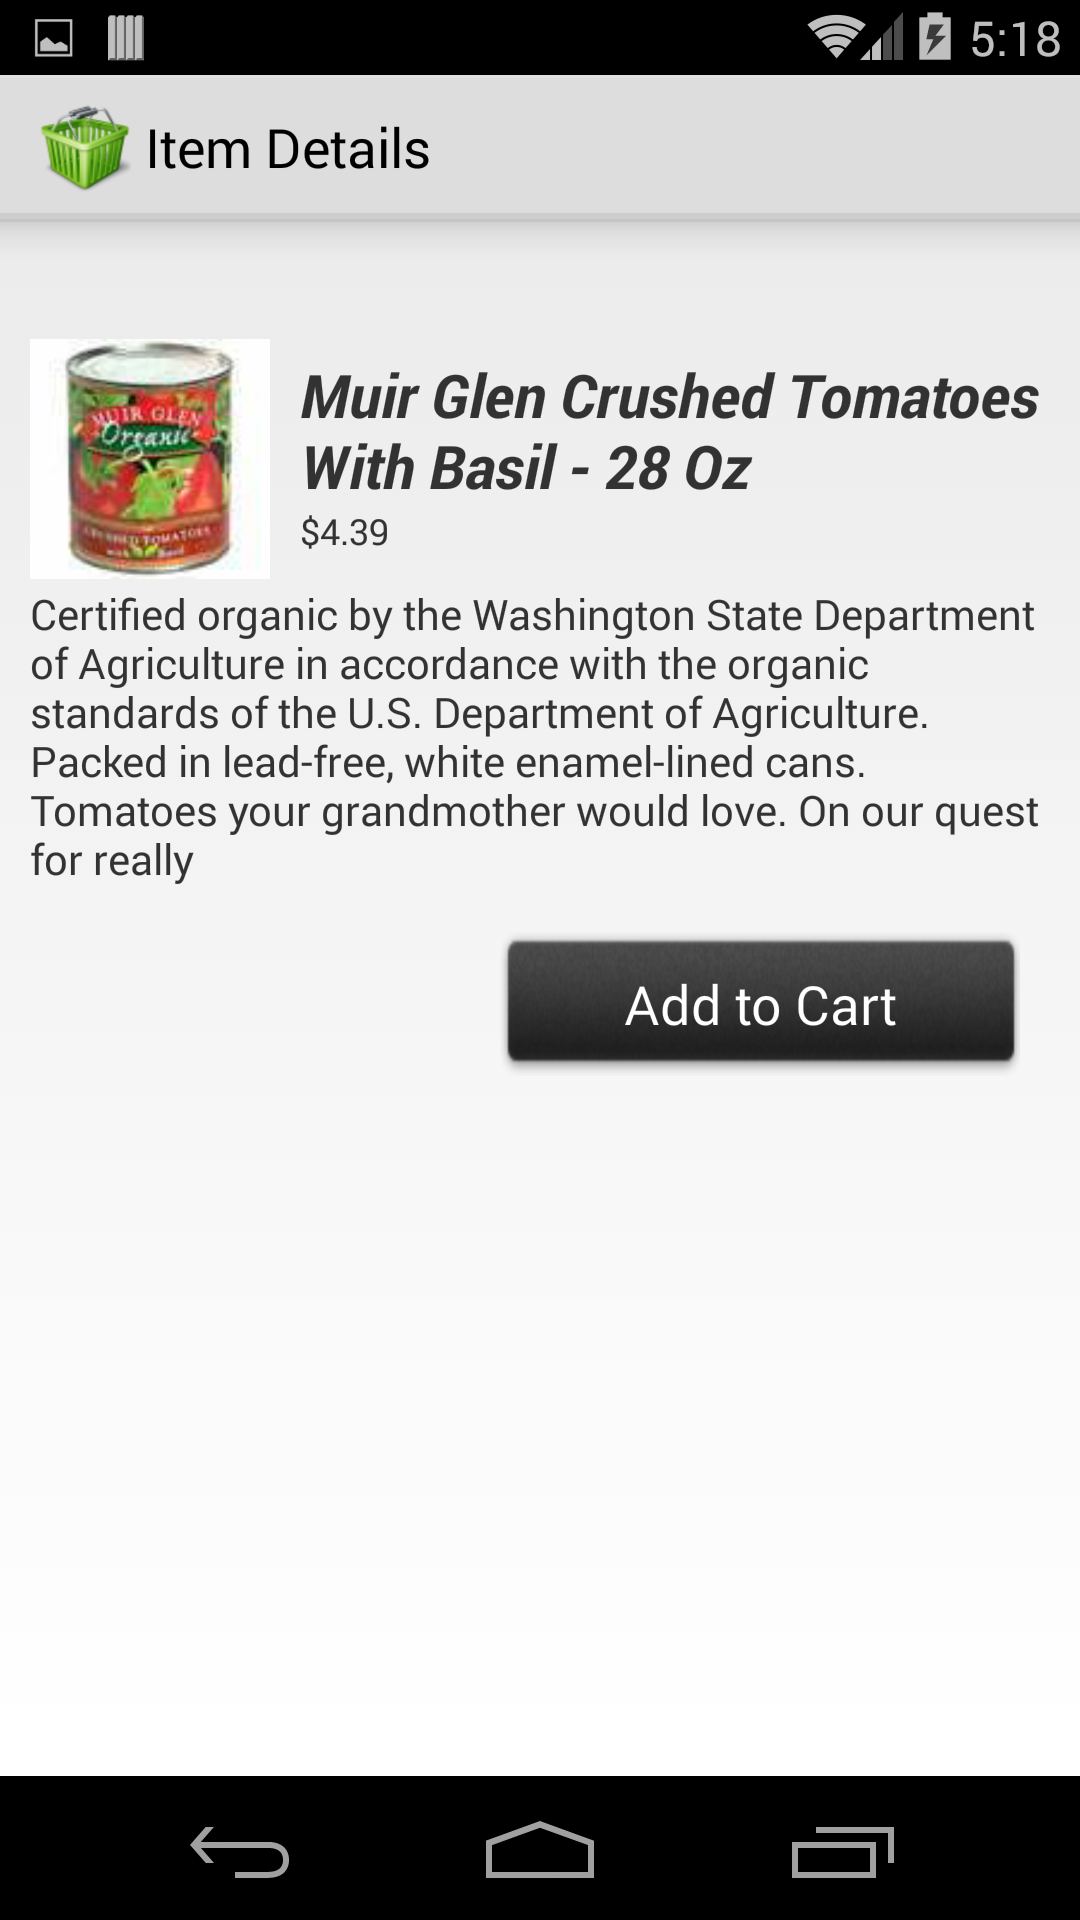 5:18
Item Details
MUIR GLEN
Organic
CRUSHED TOMATOES
with Basil
Muir Glen Crushed Tomatoes
With Basil - 28 Oz
$4.39
Certified organic by the Washington State Department
of Agriculture in accordance with the organic
standards of the U.S. Department of Agriculture.
Packed in lead-free, white enamel-lined cans.
Tomatoes your grandmother would love. On our quest
for really
Add to Cart